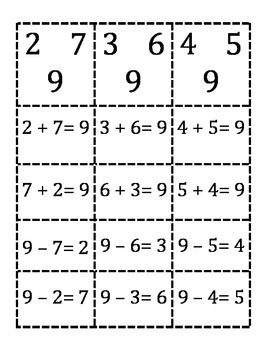 2 7 3 6 4 5
9 9 9
2 + 7= 9 3 + 6= 9 4 + 5= 9
7 + 2= 9 6 + 3= 9 5 + 4= 9
9 – 7= 2 9 – 6= 3 9 – 5= 4
9 – 2= 7 9 – 3= 6 9 – 4= 5